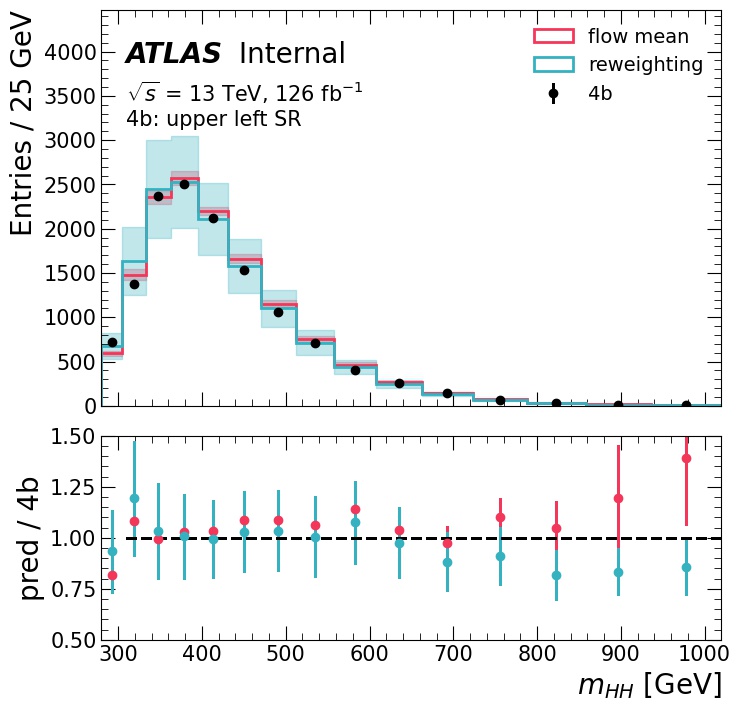 Entries / 25 GeV
4000
3500
3000
2500
2000
1500
1000
500
0
ATLAS Internal
√s = 13 TeV, 126 fb⁻¹
4b: upper left SR
flow mean
reweighting
4b
pred / 4b
1.50
1.25
1.00
0.75
0.50
300 400 500 600 700 800 900 1000
m_HH [GeV]